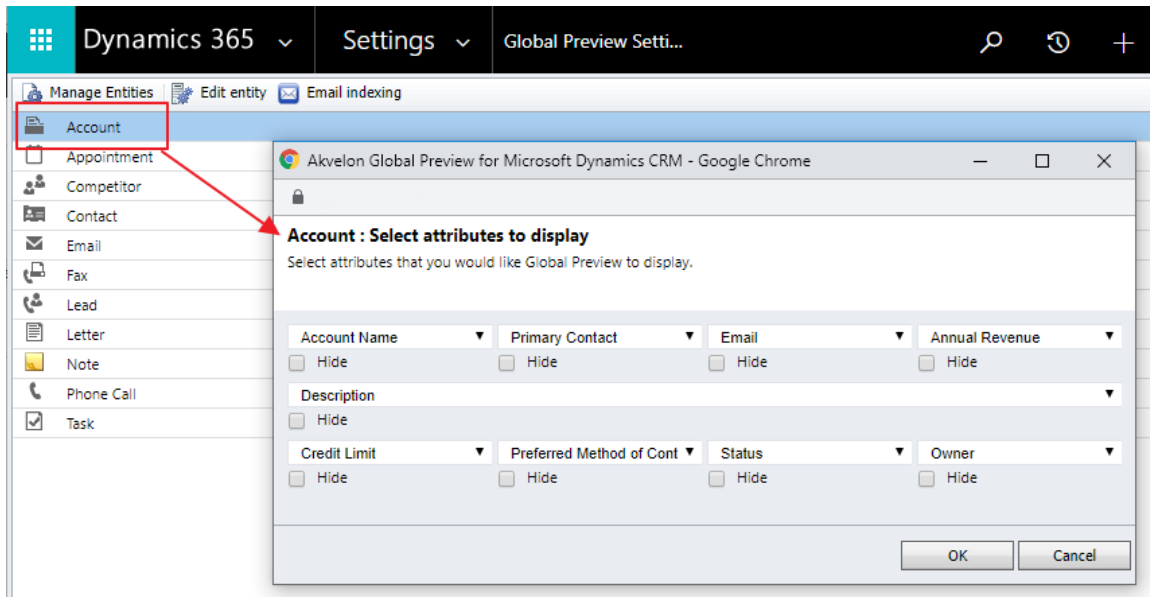 Dynamics 365 Settings Global Preview Setti...
Manage Entities Edit entity Email indexing
Account
Appointment
Competitor
Contact
Email
Fax
Lead
Letter
Note
Phone Call
Task
Akvelon Global Preview for Microsoft Dynamics CRM - Google Chrome
Account : Select attributes to display
Select attributes that you would like Global Preview to display.
Account Name Primary Contact Email Annual Revenue
Hide Hide Hide Hide
Description
Hide
Credit Limit Preferred Method of Cont Status Owner
Hide Hide Hide Hide
OK Cancel